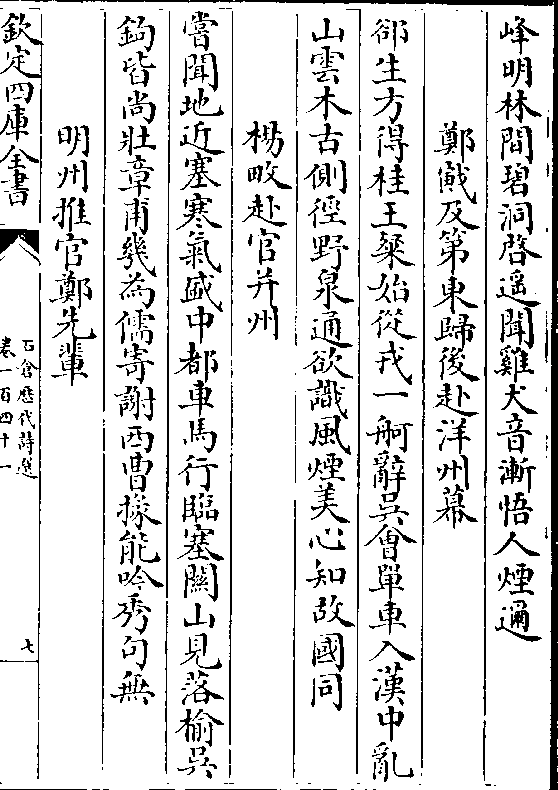 峰明林間碧洞啓遥聞雞犬音漸悟人煙邇
鄭戩及第東歸後赴洋州幕
郤生方得桂王粲始從戎一舸辭吳會單車入漢中亂
山雲木古側徑野泉通欲識風煙美心知故國同
楊畋赴官并州
嘗聞地近塞寒氣盛中都車馬行臨塞關山見落榆吳
鈎皆尚壯章甫幾為儒寄謝西曹掾能吟秀句無
明州推官鄭先輩
欽定四庫全書
石倉歷代詩選
卷一百四十一
七